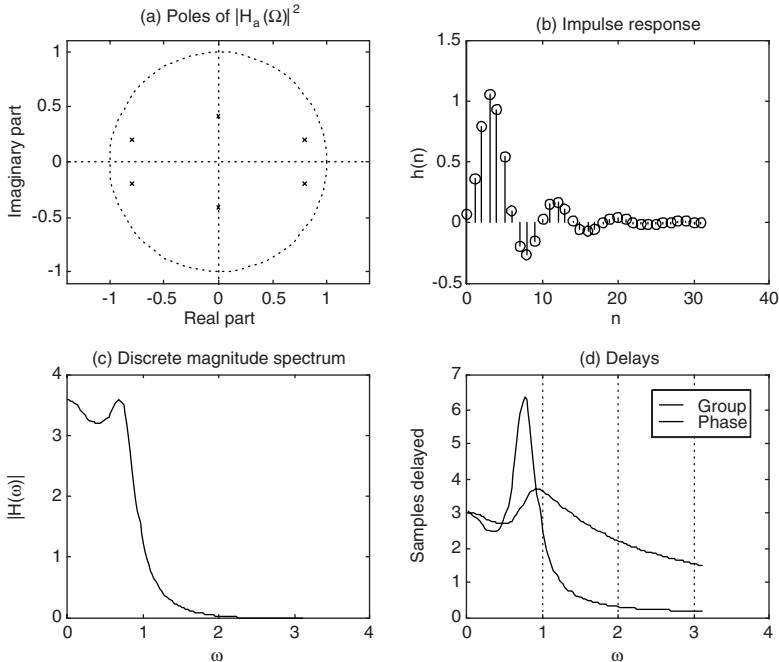 (a) Poles of |Hₐ(Ω)|²
1
0.5
0
-0.5
-1
Imaginary part
-1 -0.5 0 0.5 1
Real part
(b) Impulse response
1.5
1
0.5
0
-0.5
h(n)
0 10 20 30 40
n
(c) Discrete magnitude spectrum
4
3
2
1
0
|H(ω)|
0 1 2 3 4
ω
(d) Delays
7
6
5
4
3
2
1
0
Samples delayed
Group
Phase
0 1 2 3 4
ω